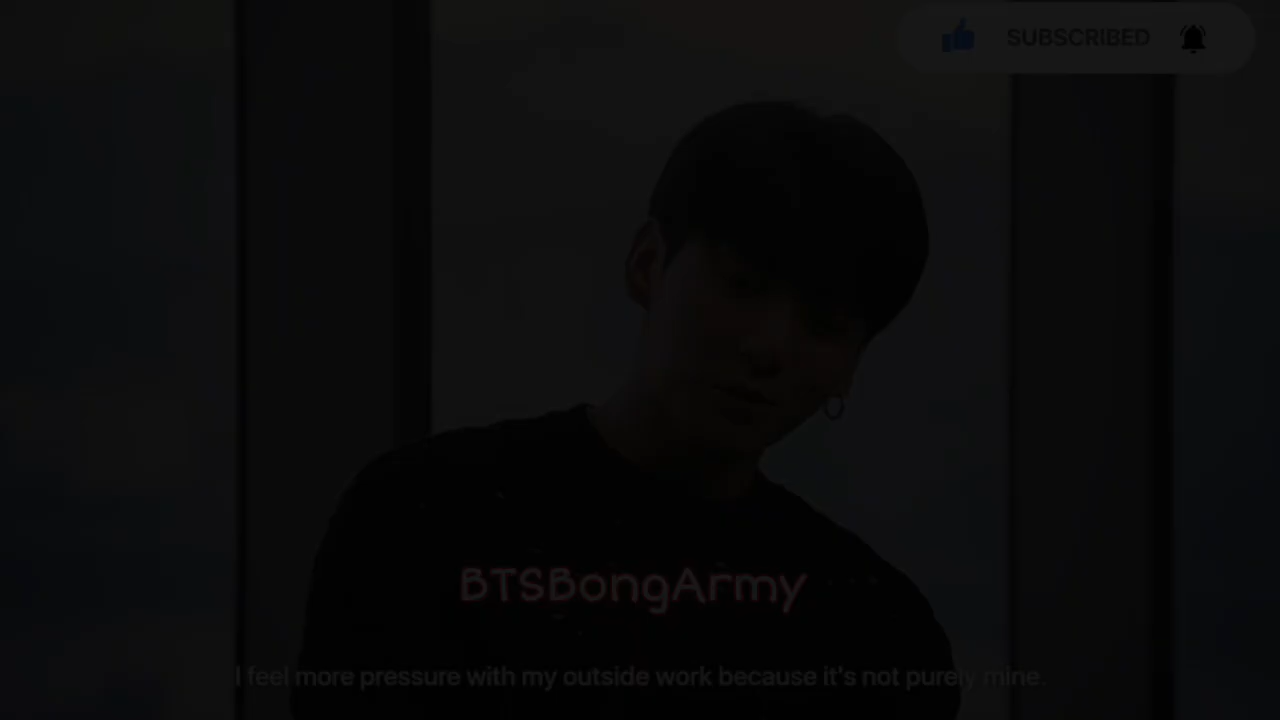 SUBSCRIBED
BTSBongArmy
I feel more pressure with my outside work because it's not purely mine.